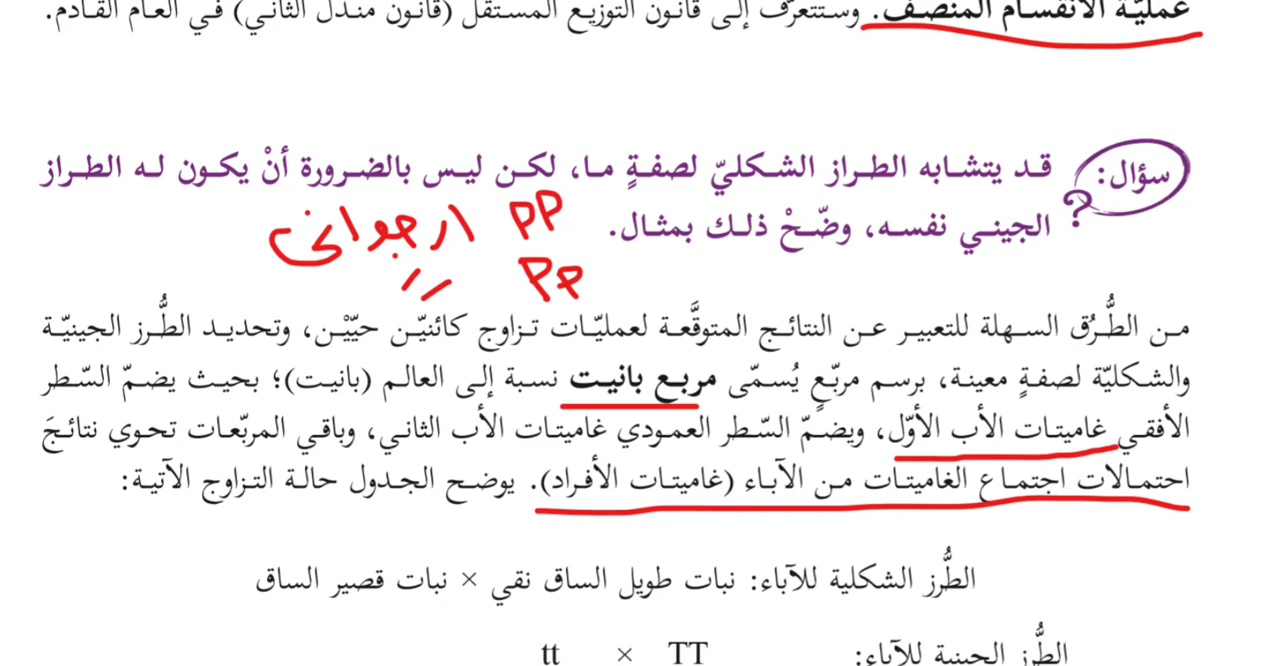 عمليّة الانقسام المنصف. وستتعرّف إلى قانون التوزيع المستقل (قانون مندل الثاني) في العام القادم.
سؤال: قد يتشابه الطراز الشكليّ لصفةٍ ما، لكن ليس بالضرورة أنْ يكون له الطراز
? الجيني نفسه، وضّحْ ذلك بمثال.
PP ارجواني
Pp //
من الطُّرُق السهلة للتعبير عن النتائج المتوقَّعة لعمليّات تزاوج كائنيّن حيّيْن، وتحديد الطُّرز الجينيّة
والشكليّة لصفةٍ معينة، برسم مربّعٍ يُسمّى مربع بانيت نسبة إلى العالم (بانيت)؛ بحيث يضمّ السّطر
الأفقي غاميتات الأب الأوّل، ويضمّ السّطر العمودي غاميتات الأب الثاني، وباقي المربّعات تحوي نتائجَ
احتمالات اجتماع الغاميتات من الآباء (غاميتات الأفراد). يوضح الجدول حالة التزاوج الآتية:
الطُّرز الشكلية للآباء: نبات طويل الساق نقي × نبات قصير الساق
الطُّرز الجينية للآباء: TT × tt